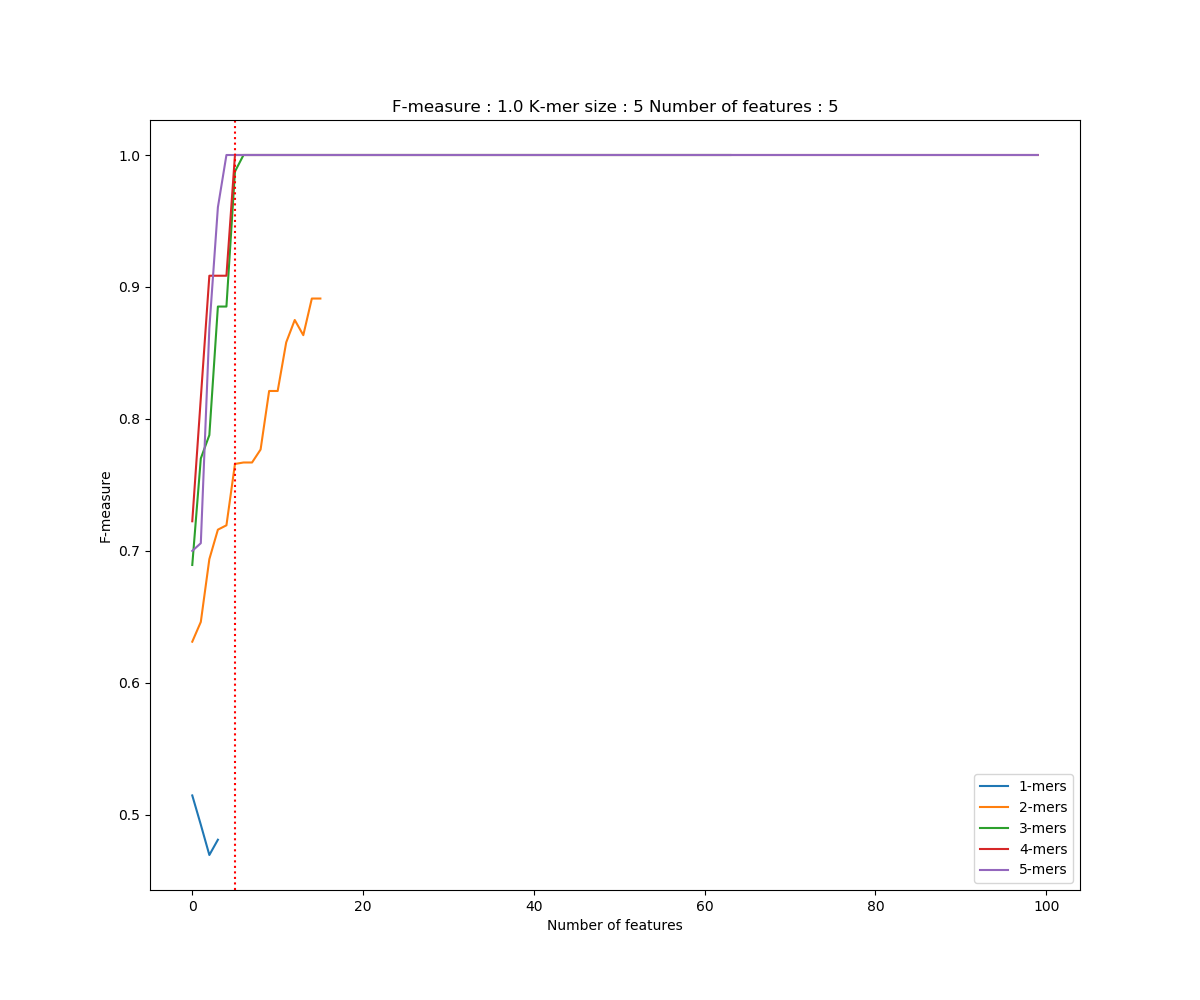 F-measure : 1.0 K-mer size : 5 Number of features : 5
1.0
0.9
0.8
0.7
0.6
0.5
F-measure
0 20 40 60 80 100
Number of features
1-mers
2-mers
3-mers
4-mers
5-mers